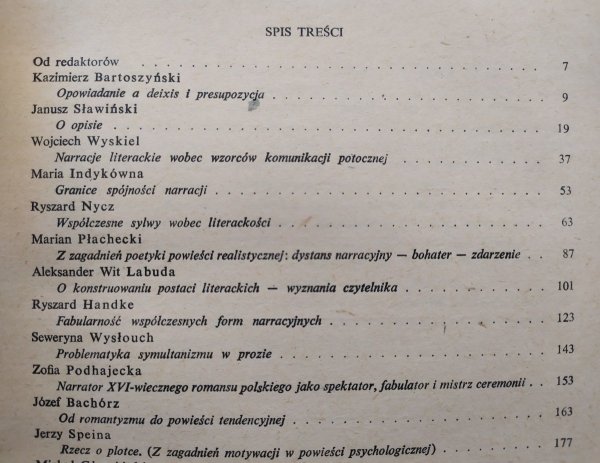 SPIS TREŚCI
Od redaktorów . . . . . . . . . . . . . . . . 7
Kazimierz Bartoszyński
Opowiadanie a deixis i presupozycja . . . . . . . . . . 9
Janusz Sławiński
O opisie . . . . . . . . . . . . . . . . 19
Wojciech Wyskiel
Narracje literackie wobec wzorców komunikacji potocznej . . . . . 37
Maria Indykówna
Granice spójności narracji . . . . . . . . . . . . 53
Ryszard Nycz
Współczesne sylwy wobec literackości . . . . . . . . . 63
Marian Płachecki
Z zagadnień poetyki powieści realistycznej: dystans narracyjny — bohater — zdarzenie . . 87
Aleksander Wit Labuda
O konstruowaniu postaci literackich — wyznania czytelnika . . . . . 101
Ryszard Handke
Fabularność współczesnych form narracyjnych . . . . . . . . 123
Seweryna Wysłouch
Problematyka symultanizmu w prozie . . . . . . . . . 143
Zofia Podhajecka
Narrator XVI-wiecznego romansu polskiego jako spektator, fabulator i mistrz ceremonii . . 153
Józef Bachórz
Od romantyzmu do powieści tendencyjnej . . . . . . . . 163
Jerzy Speina
Rzecz o plotce. (Z zagadnień motywacji w powieści psychologicznej) . . . . 177